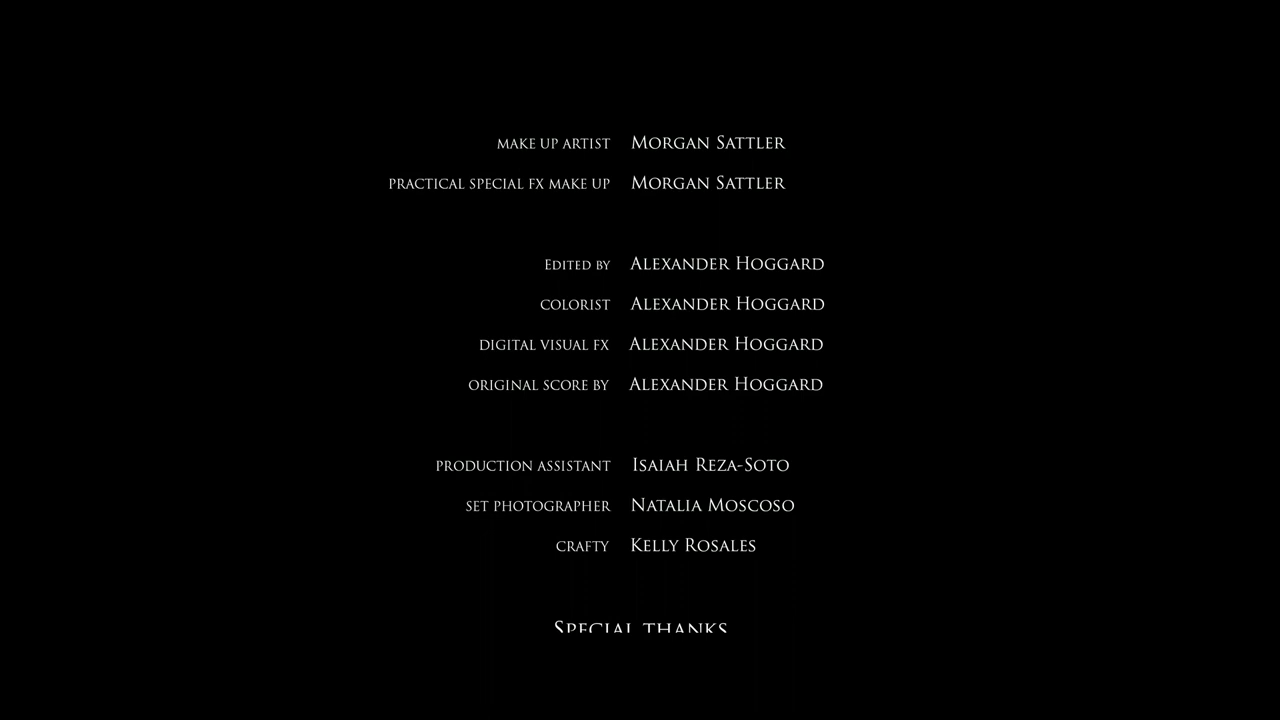 MAKE UP ARTIST Morgan Sattler
PRACTICAL SPECIAL FX MAKE UP Morgan Sattler
Edited by Alexander Hoggard
COLORIST Alexander Hoggard
DIGITAL VISUAL FX Alexander Hoggard
ORIGINAL SCORE BY Alexander Hoggard
PRODUCTION ASSISTANT Isaiah Reza-Soto
SET PHOTOGRAPHER Natalia Moscoso
CRAFTY Kelly Rosales
Special thanks